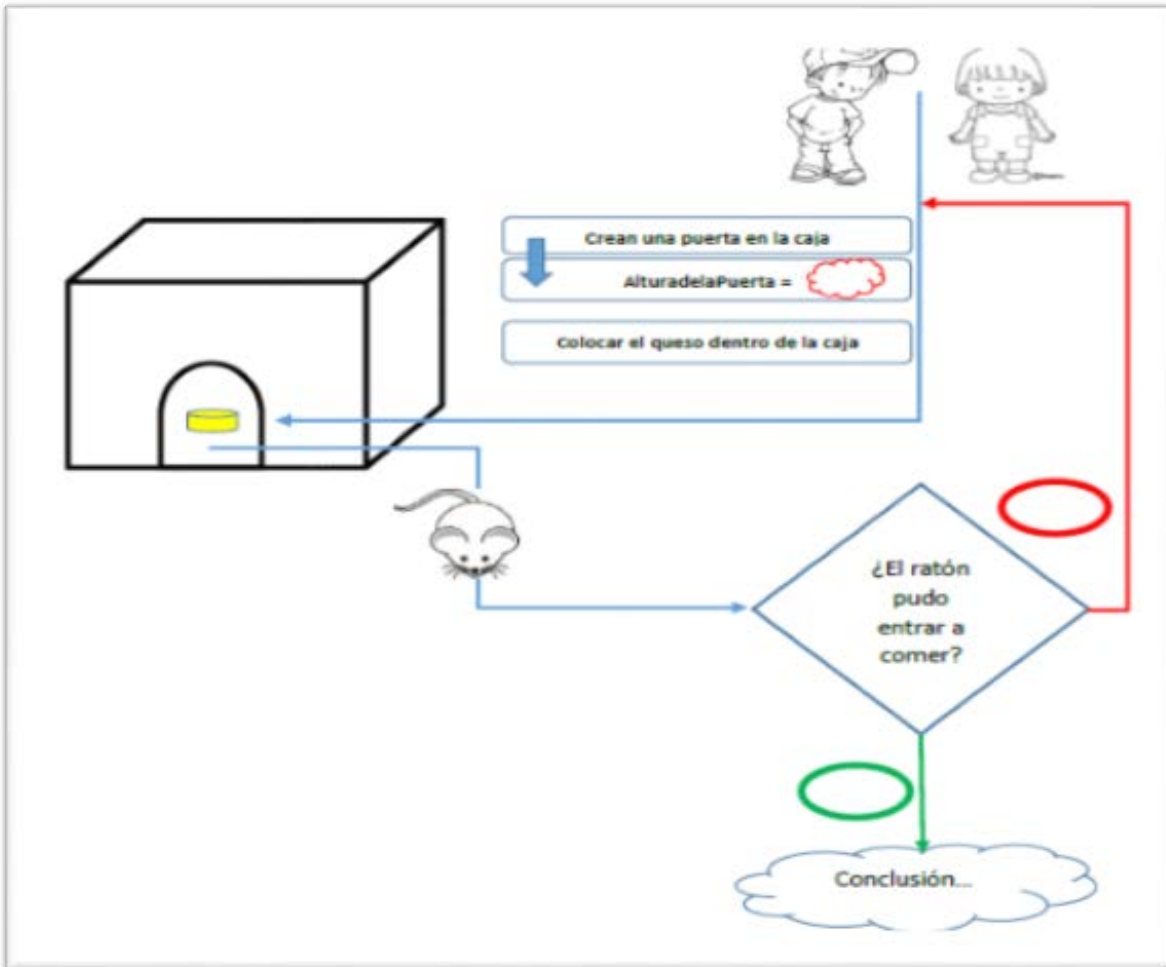 Crean una puerta en la caja
AlturadelaPuerta =
Colocar el queso dentro de la caja
¿El ratón
pudo
entrar a
comer?
Conclusión...